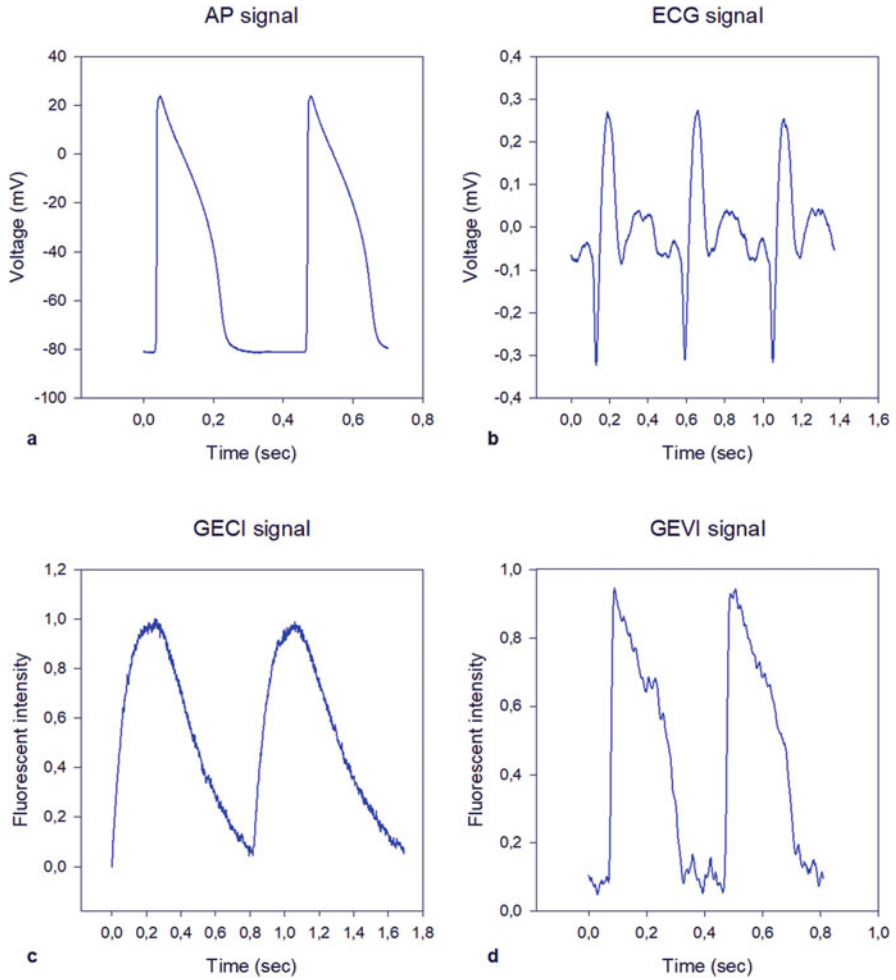 AP signal
40
20
0
-20
-40
-60
-80
-100
Voltage (mV)
0,0 0,2 0,4 0,6 0,8
Time (sec)
a
ECG signal
0,4
0,3
0,2
0,1
0,0
-0,1
-0,2
-0,3
-0,4
Voltage (mV)
0,0 0,2 0,4 0,6 0,8 1,0 1,2 1,4 1,6
Time (sec)
b
GECI signal
1,2
1,0
0,8
0,6
0,4
0,2
0,0
Fluorescent intensity
0,0 0,2 0,4 0,6 0,8 1,0 1,2 1,4 1,6 1,8
Time (sec)
c
GEVI signal
1,0
0,8
0,6
0,4
0,2
0,0
Fluorescent intensity
0,0 0,2 0,4 0,6 0,8 1,0
Time (sec)
d